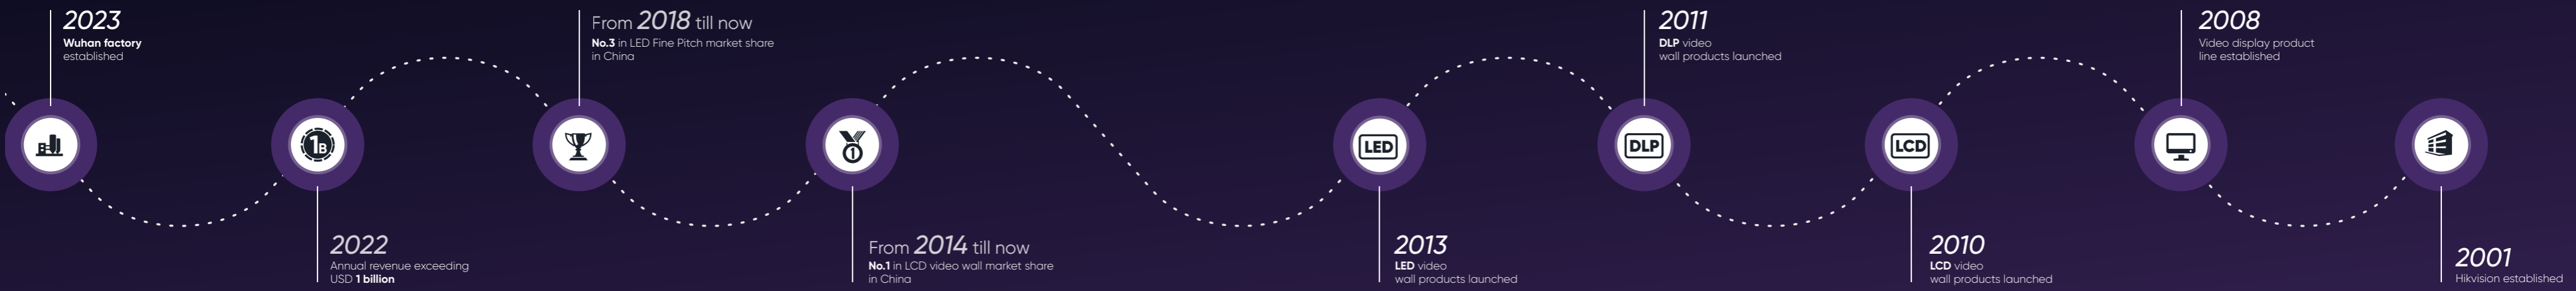 2023
Wuhan factory
established
1B
2022
Annual revenue exceeding
USD 1 billion
From 2018 till now
No.3 in LED Fine Pitch market share
in China
1
From 2014 till now
No.1 in LCD video wall market share
in China
LED
2013
LED video
wall products launched
2011
DLP video
wall products launched
DLP
LCD
2010
LCD video
wall products launched
2008
Video display product
line established
2001
Hikvision established